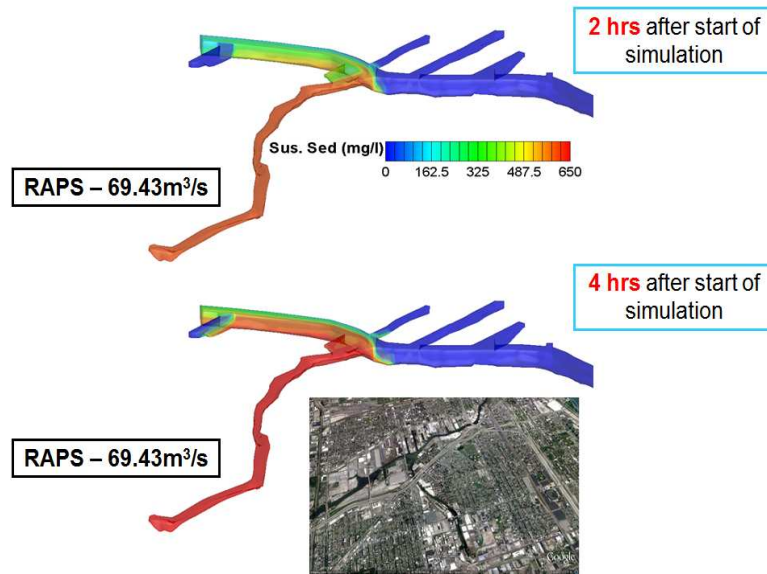 2 hrs after start of
simulation
Sus. Sed (mg/l)
0 162.5 325 487.5 650
RAPS – 69.43m³/s
4 hrs after start of
simulation
RAPS – 69.43m³/s
Google